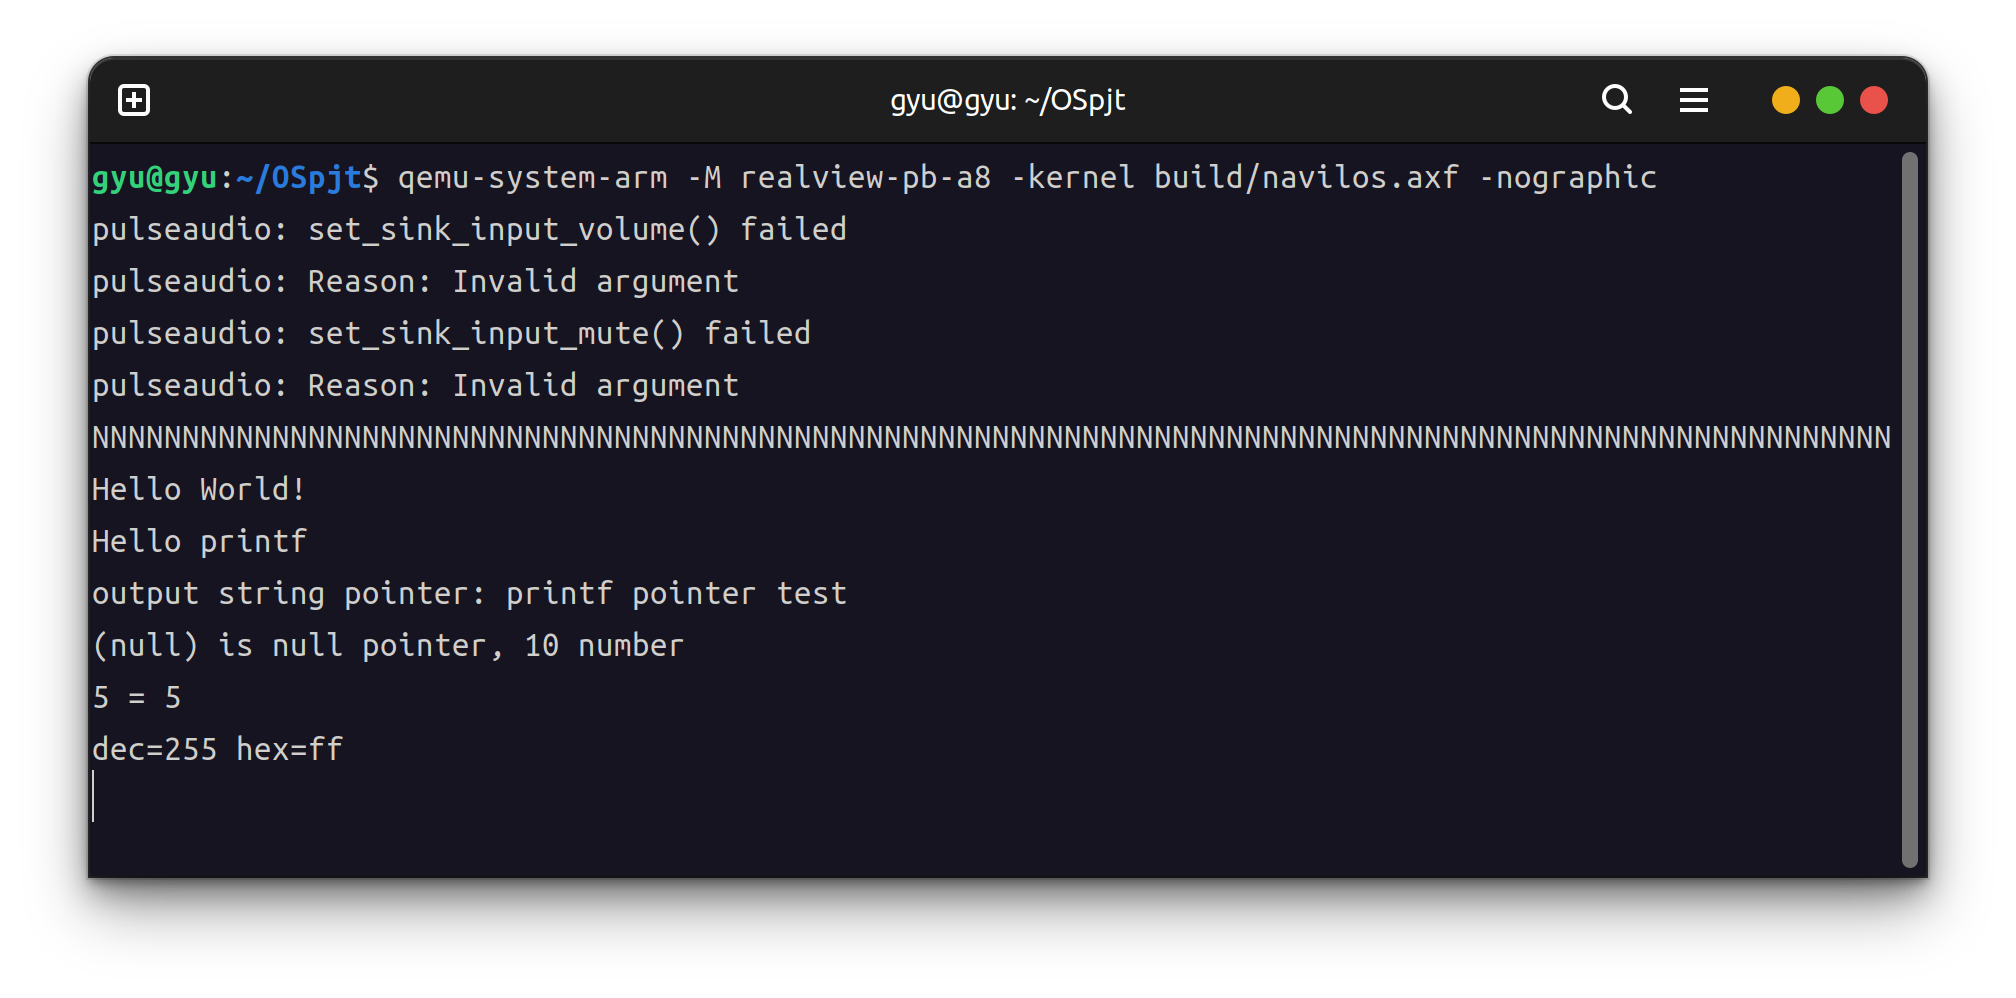 gyu@gyu: ~/OSpjt
gyu@gyu:~/OSpjt$ qemu-system-arm -M realview-pb-a8 -kernel build/navilos.axf -nographic
pulseaudio: set_sink_input_volume() failed
pulseaudio: Reason: Invalid argument
pulseaudio: set_sink_input_mute() failed
pulseaudio: Reason: Invalid argument
NNNNNNNNNNNNNNNNNNNNNNNNNNNNNNNNNNNNNNNNNNNNNNNNNNNNNNNNNNNNNNNNNNNNNNNNNNNNNNNNNNNNNNNNNNNNNNNNNNNN
Hello World!
Hello printf
output string pointer: printf pointer test
(null) is null pointer, 10 number
5 = 5
dec=255 hex=ff